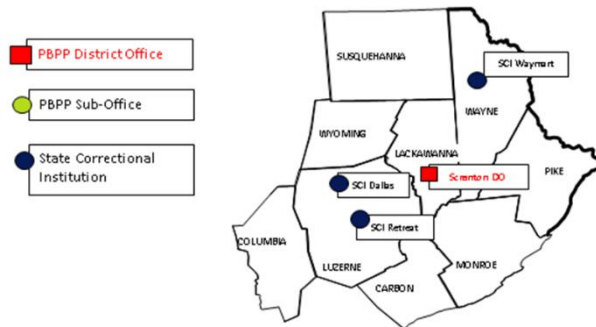 PBPP District Office
PBPP Sub-Office
State Correctional
Institution
SUSQUEHANNA
SCI Waymart
WAYNE
WYOMING
LACKAWANNA
SCI Dallas
Scranton DO
PIKE
SCI Retreat
COLUMBIA
LUZERNE
MONROE
CARBON